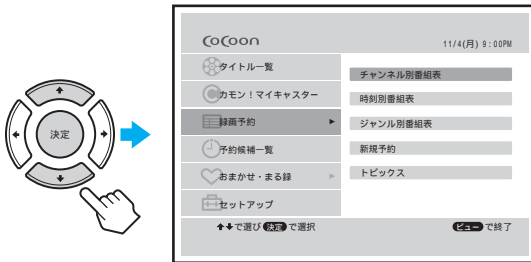 CoCoon
11/4(月) 9:00PM
タイトル一覧
カモン！マイキャスター
録画予約
予約候補一覧
おまかせ・まる録
セットアップ
チャンネル別番組表
時刻別番組表
ジャンル別番組表
新規予約
トピックス
決定
↑↓で選び 決定 で選択
ビュー で終了